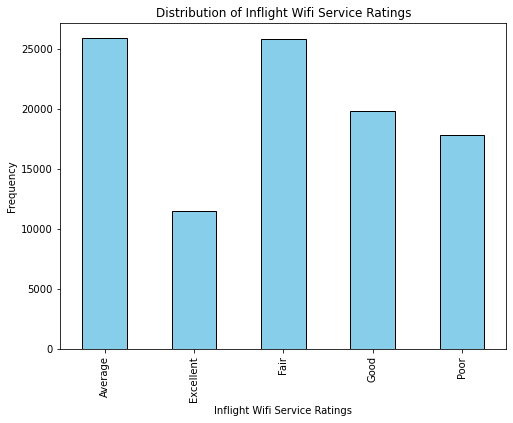 Distribution of Inflight Wifi Service Ratings
Frequency
25000
20000
15000
10000
5000
0
Average
Excellent
Fair
Good
Poor
Inflight Wifi Service Ratings